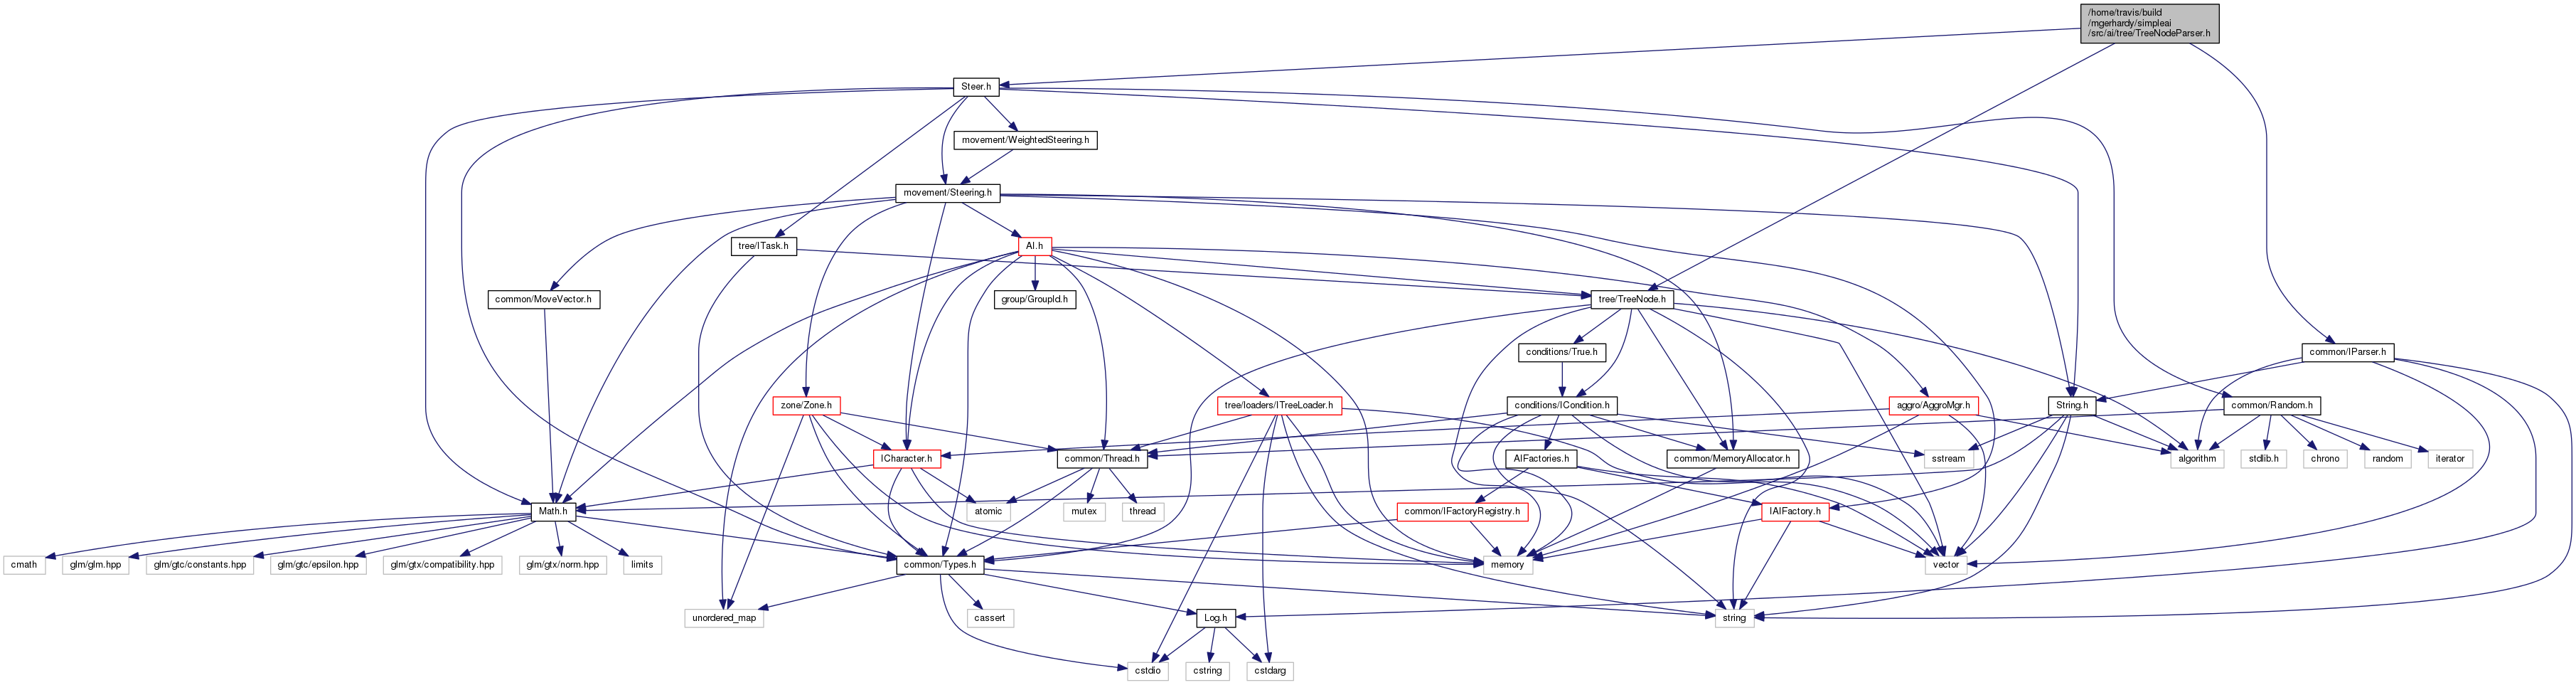 /home/travis/build
/mgerhardy/simpleai
/src/ai/tree/TreeNodeParser.h
Steer.h
movement/WeightedSteering.h
movement/Steering.h
tree/ITask.h
AI.h
common/MoveVector.h
group/GroupId.h
tree/TreeNode.h
conditions/True.h
common/IParser.h
zone/Zone.h
tree/loaders/ITreeLoader.h
conditions/ICondition.h
aggro/AggroMgr.h
String.h
common/Random.h
ICharacter.h
common/Thread.h
AIFactories.h
common/MemoryAllocator.h
sstream
algorithm
stdlib.h
chrono
random
iterator
Math.h
atomic
mutex
thread
common/IFactoryRegistry.h
IAIFactory.h
cmath
glm/glm.hpp
glm/gtc/constants.hpp
glm/gtc/epsilon.hpp
glm/gtx/compatibility.hpp
glm/gtx/norm.hpp
limits
common/Types.h
memory
vector
unordered_map
cassert
Log.h
string
cstdio
cstring
cstdarg